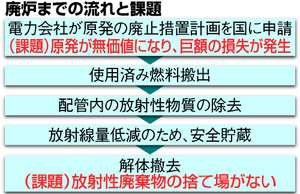 廃炉までの流れと課題
電力会社が原発の廃止措置計画を国に申請
（課題）原発が無価値になり、巨額の損失が発生
使用済み燃料搬出
配管内の放射性物質の除去
放射線量低減のため、安全貯蔵
解体撤去
（課題）放射性廃棄物の捨て場がない